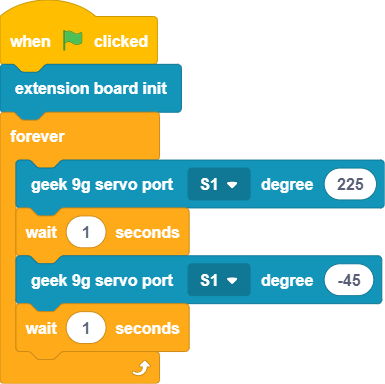 when clicked
extension board init
forever
geek 9g servo port S1 degree 225
wait 1 seconds
geek 9g servo port S1 degree -45
wait 1 seconds